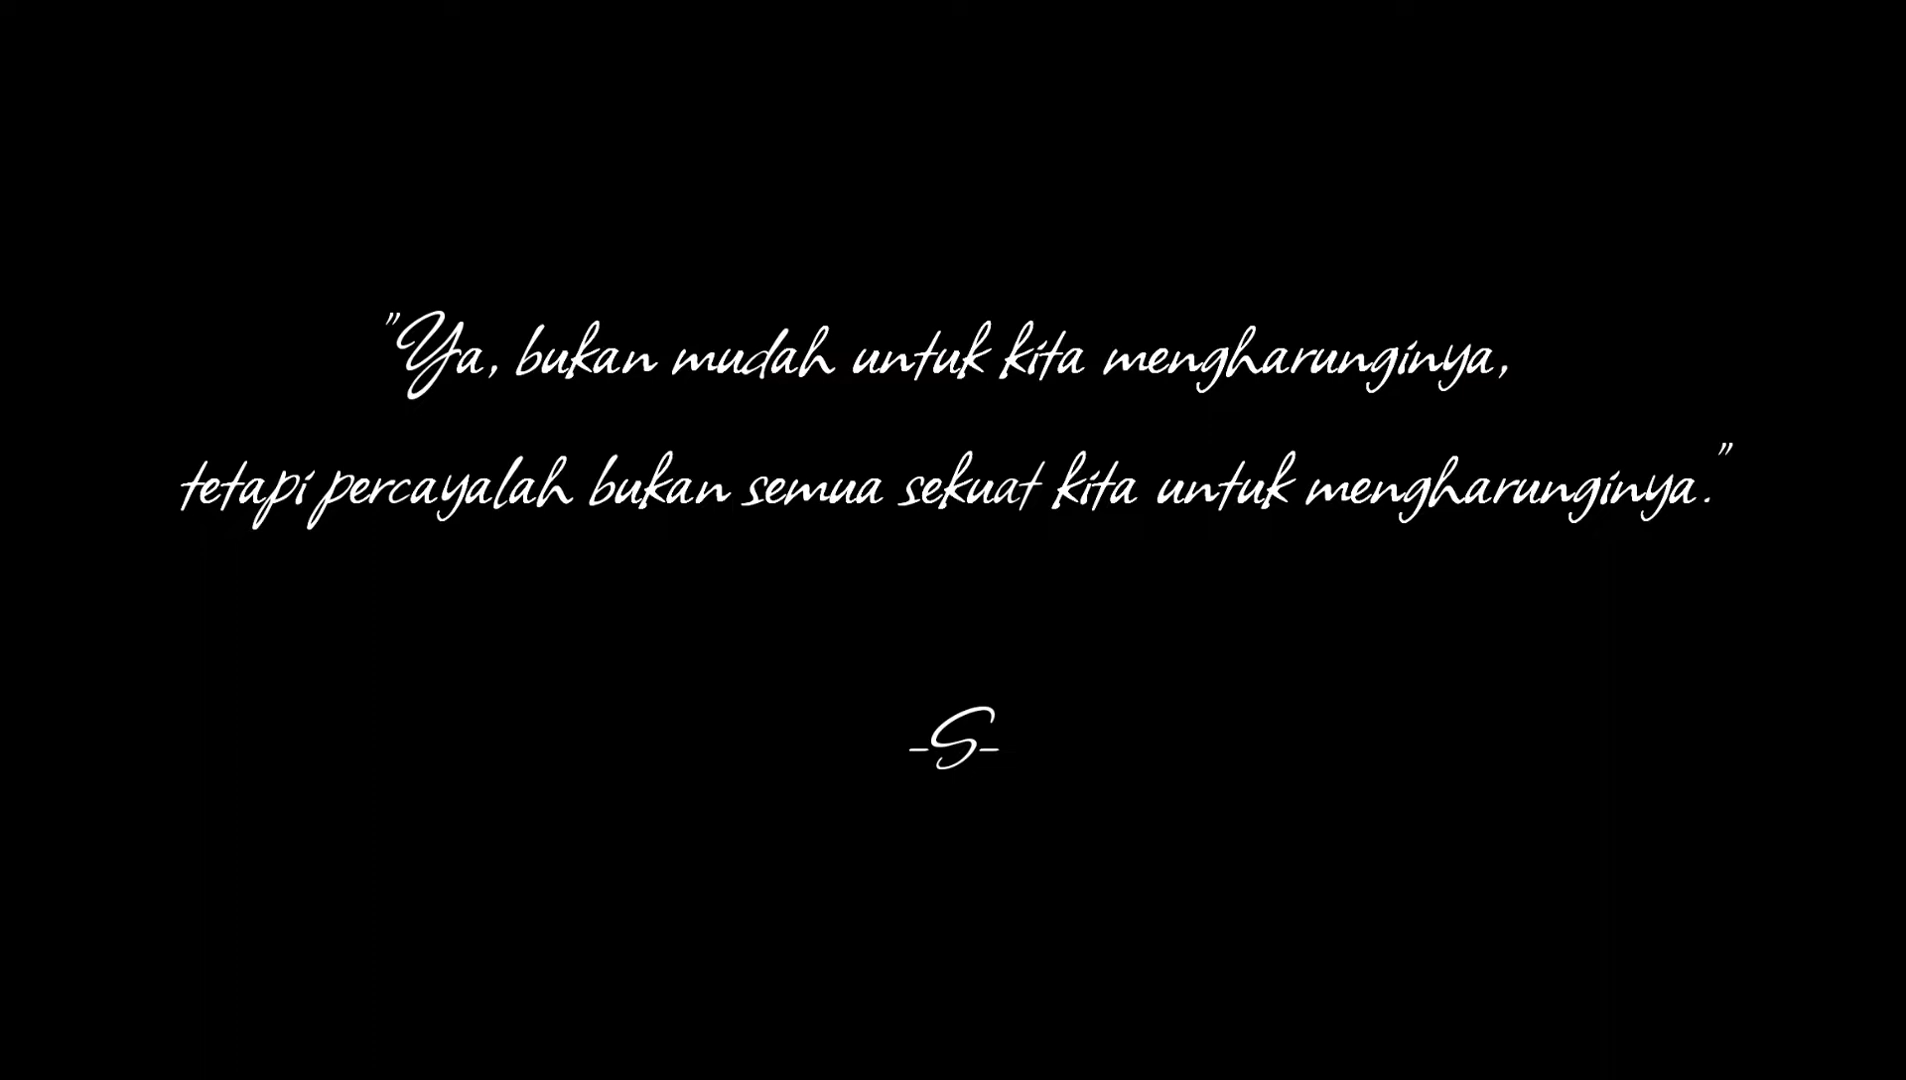 "Ya, bukan mudah untuk kita mengharunginya,
tetapi percayalah bukan semua sekuat kita untuk mengharunginya."
-S-